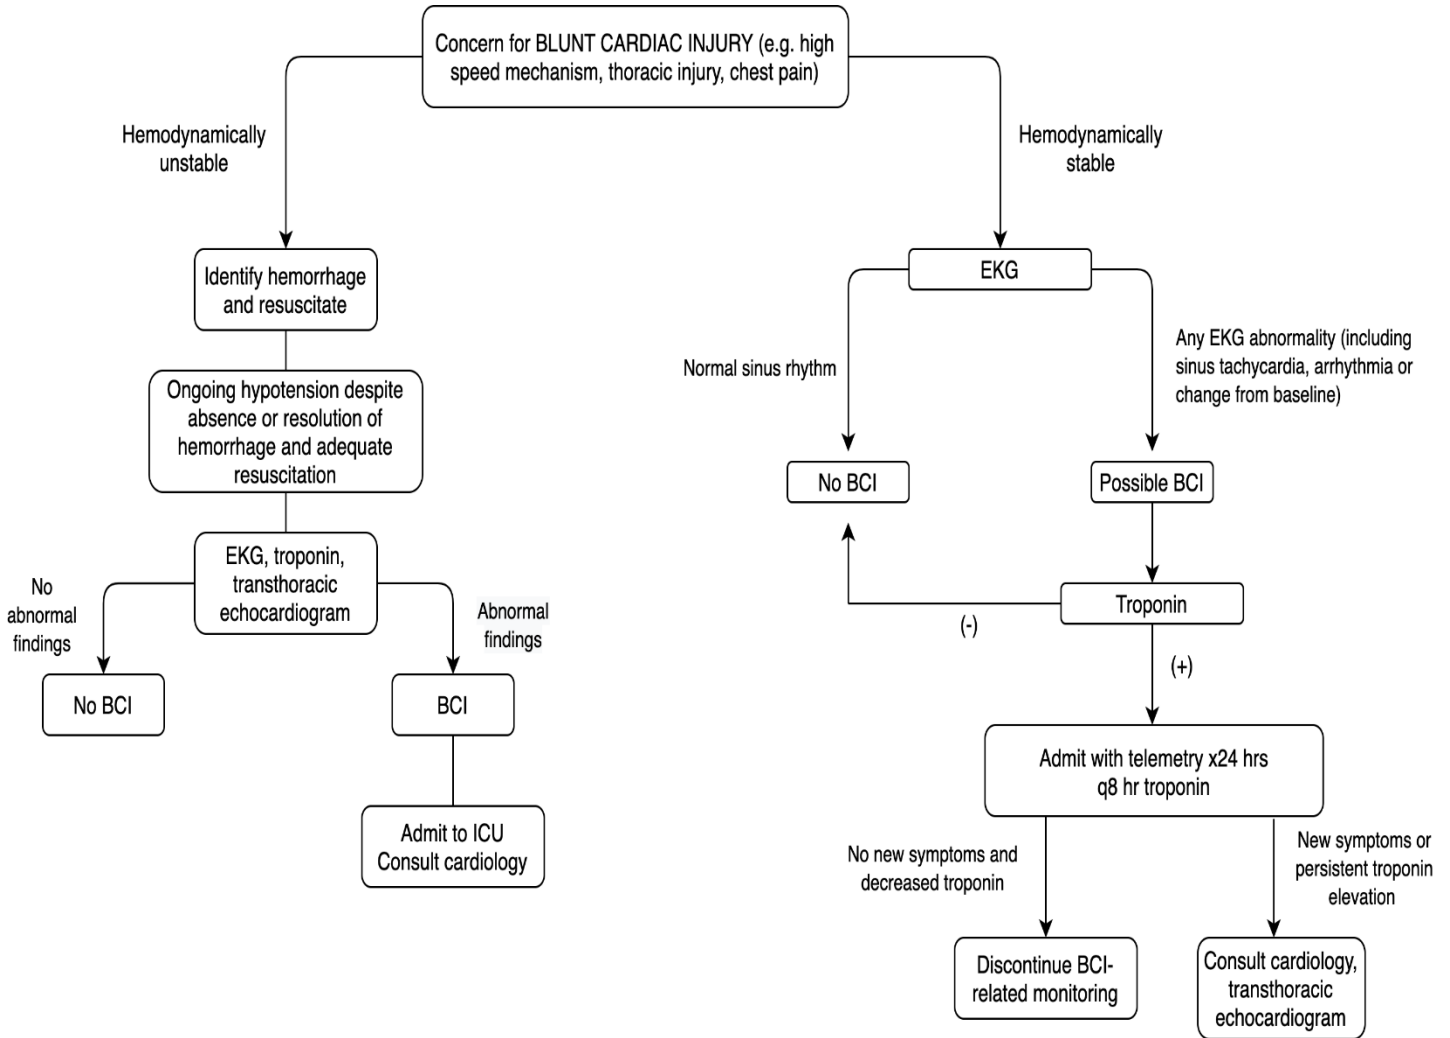 Concern for BLUNT CARDIAC INJURY (e.g. high
speed mechanism, thoracic injury, chest pain)
Hemodynamically
unstable
Hemodynamically
stable
Identify hemorrhage
and resuscitate
Ongoing hypotension despite
absence or resolution of
hemorrhage and adequate
resuscitation
EKG, troponin,
transthoracic
echocardiogram
No
abnormal
findings
Abnormal
findings
No BCI
BCI
Admit to ICU
Consult cardiology
EKG
Normal sinus rhythm
Any EKG abnormality (including
sinus tachycardia, arrhythmia or
change from baseline)
No BCI
Possible BCI
Troponin
(-)
(+)
Admit with telemetry x24 hrs
q8 hr troponin
No new symptoms and
decreased troponin
New symptoms or
persistent troponin
elevation
Discontinue BCI-
related monitoring
Consult cardiology,
transthoracic
echocardiogram